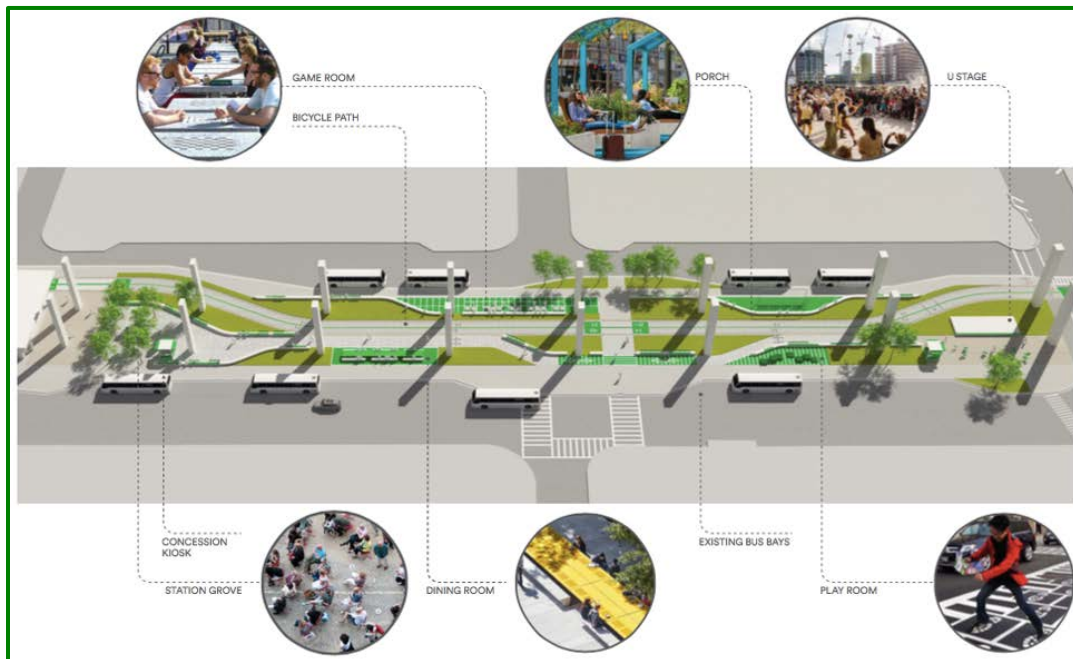 GAME ROOM
PORCH
U STAGE
BICYCLE PATH
CONCESSION
KIOSK
EXISTING BUS BAYS
STATION GROVE
DINING ROOM
PLAY ROOM